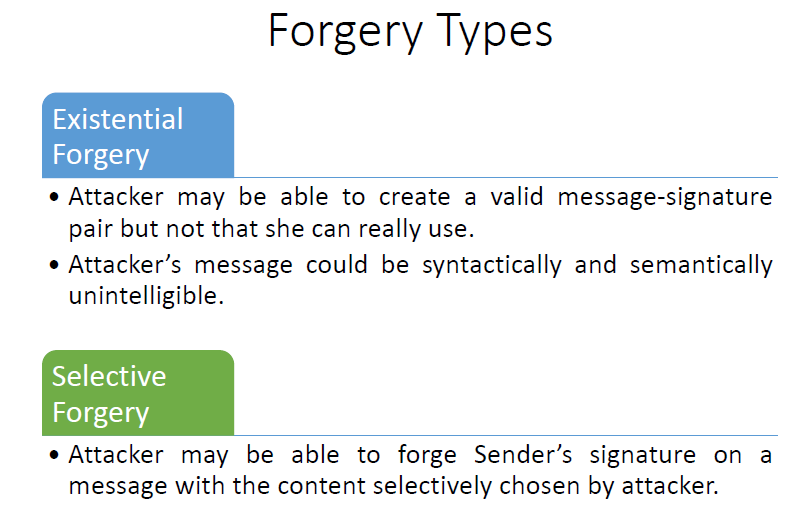 Forgery Types
Existential
Forgery
• Attacker may be able to create a valid message-signature
pair but not that she can really use.
• Attacker’s message could be syntactically and semantically
unintelligible.
Selective
Forgery
• Attacker may be able to forge Sender’s signature on a
message with the content selectively chosen by attacker.